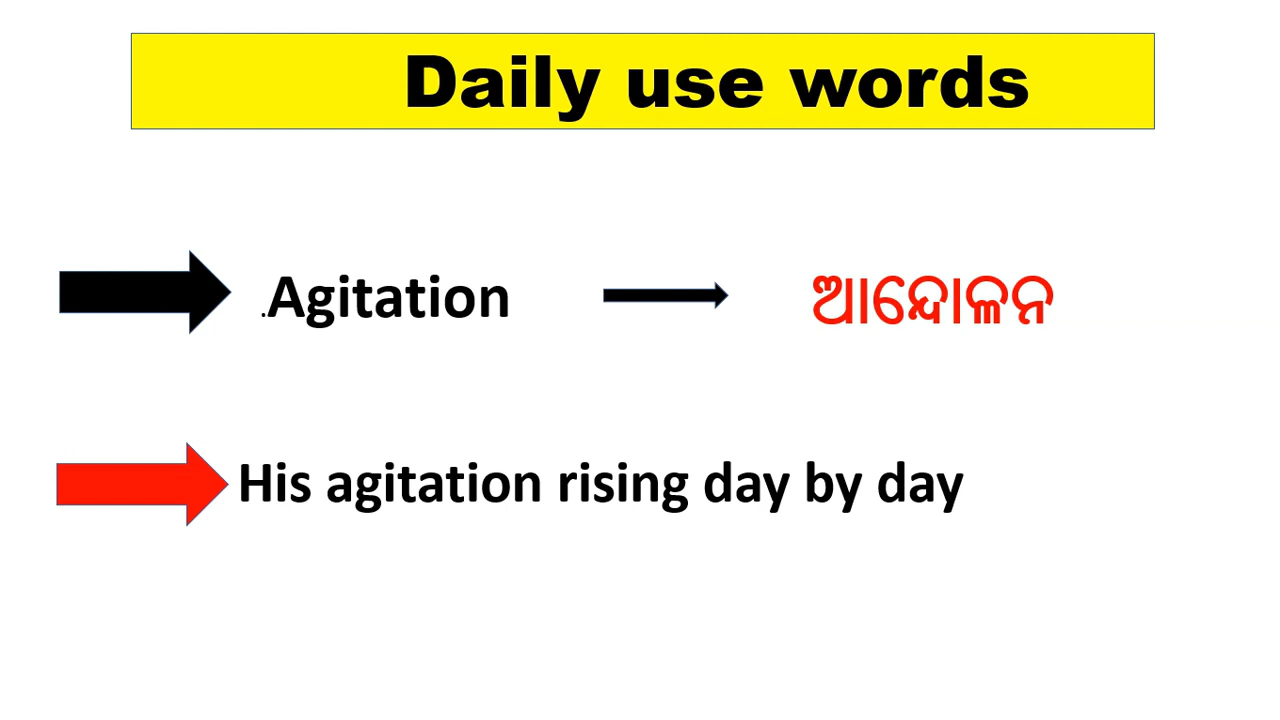 Daily use words
.Agitation ଆନ୍ଦୋଳନ
His agitation rising day by day